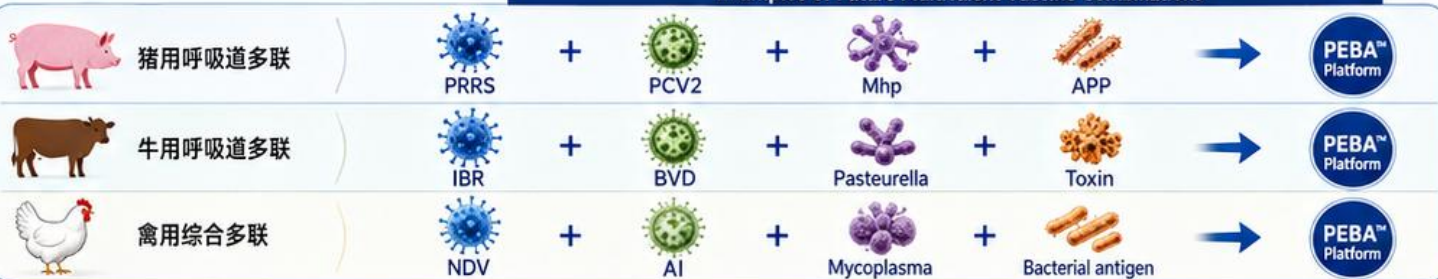 猪用呼吸道多联 PRRS + PCV2 + Mhp + APP PEBA™ Platform
牛用呼吸道多联 IBR + BVD + Pasteurella + Toxin PEBA™ Platform
禽用综合多联 NDV + AI + Mycoplasma + Bacterial antigen PEBA™ Platform